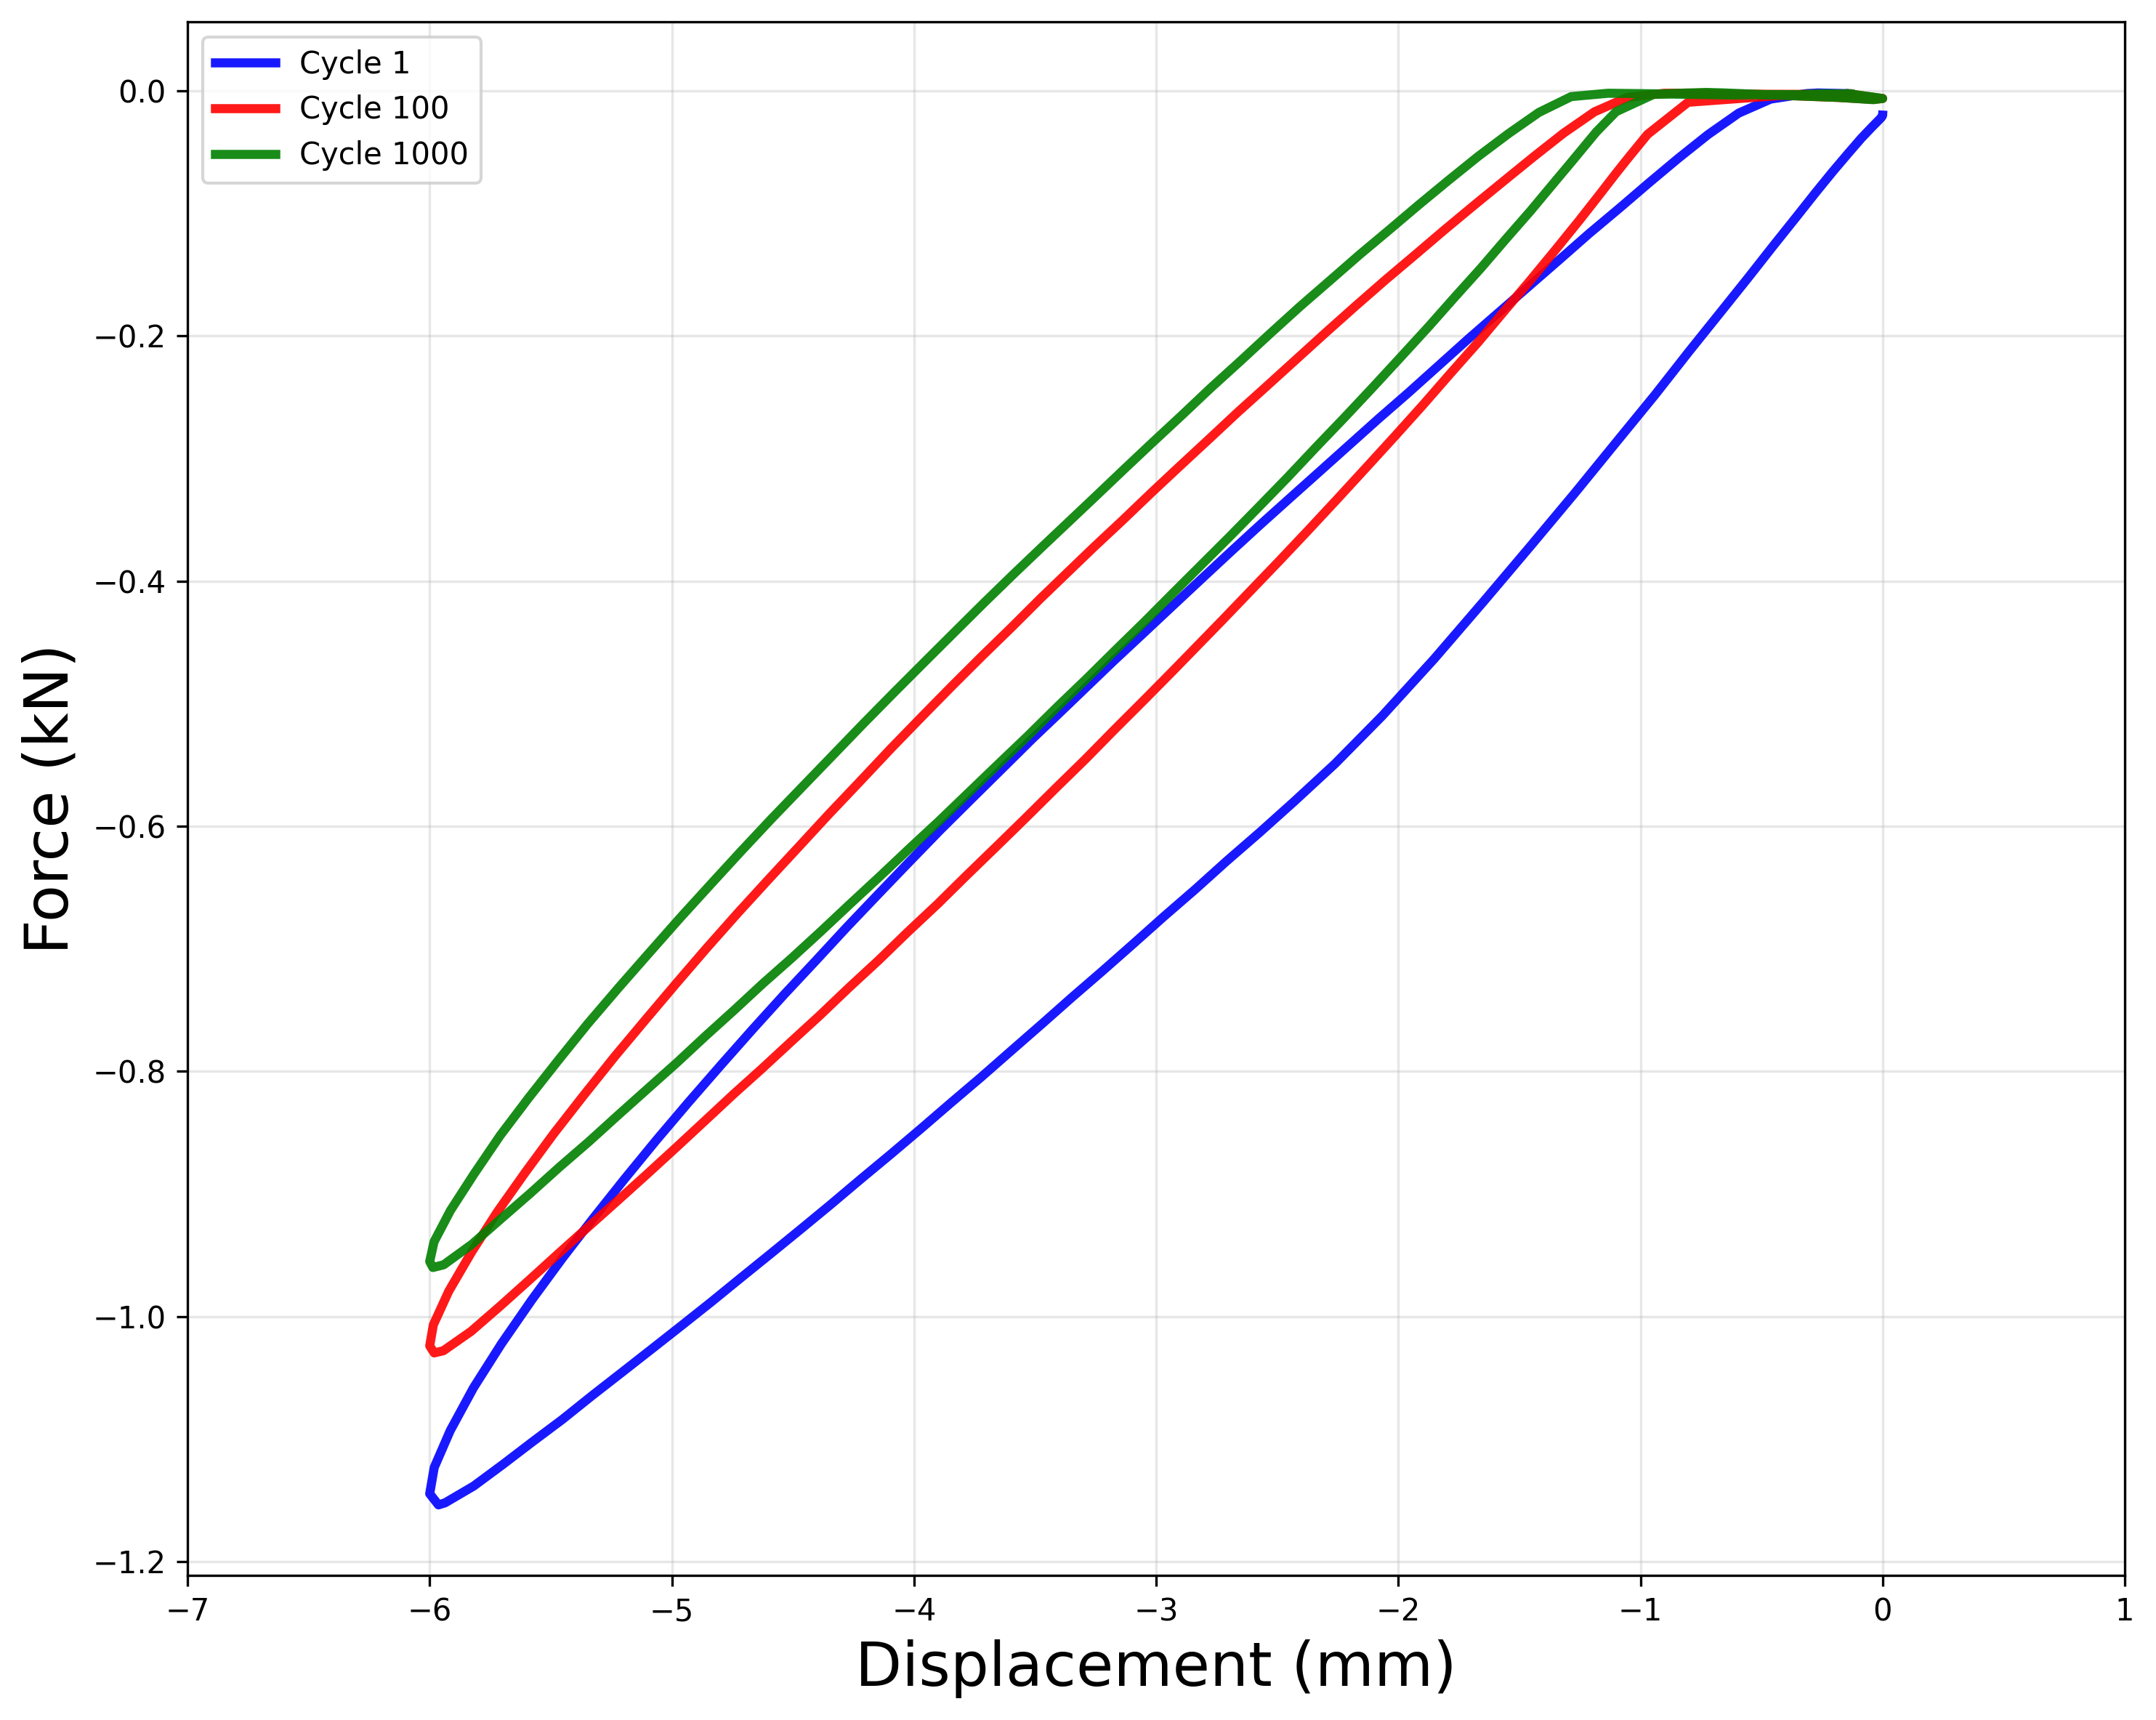 Cycle 1
Cycle 100
Cycle 1000
0.0
−0.2
−0.4
−0.6
−0.8
−1.0
−1.2
Force (kN)
−7 −6 −5 −4 −3 −2 −1 0 1
Displacement (mm)